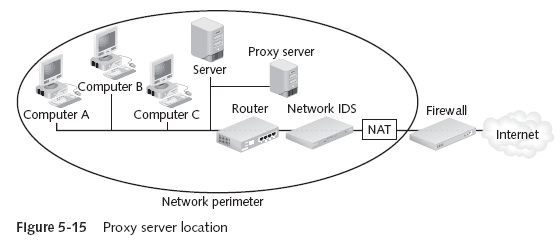 Proxy server
Server
Computer B
Computer A
Computer C
Router
Network IDS
NAT
Firewall
Internet
Network perimeter
Figure 5-15 Proxy server location